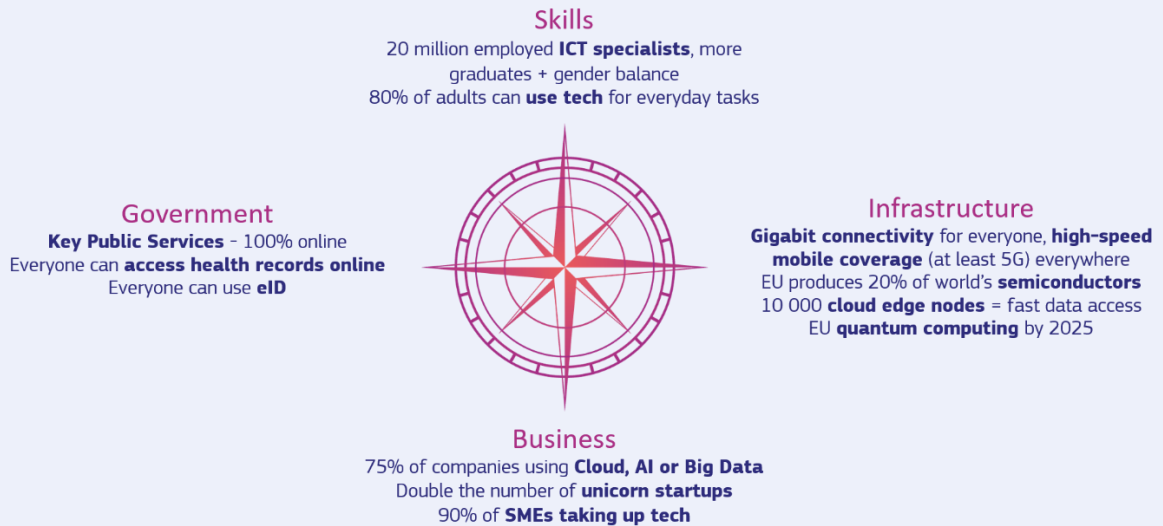 Skills
20 million employed ICT specialists, more
graduates + gender balance
80% of adults can use tech for everyday tasks
Government
Key Public Services - 100% online
Everyone can access health records online
Everyone can use eID
Infrastructure
Gigabit connectivity for everyone, high-speed
mobile coverage (at least 5G) everywhere
EU produces 20% of world's semiconductors
10 000 cloud edge nodes = fast data access
EU quantum computing by 2025
Business
75% of companies using Cloud, AI or Big Data
Double the number of unicorn startups
90% of SMEs taking up tech